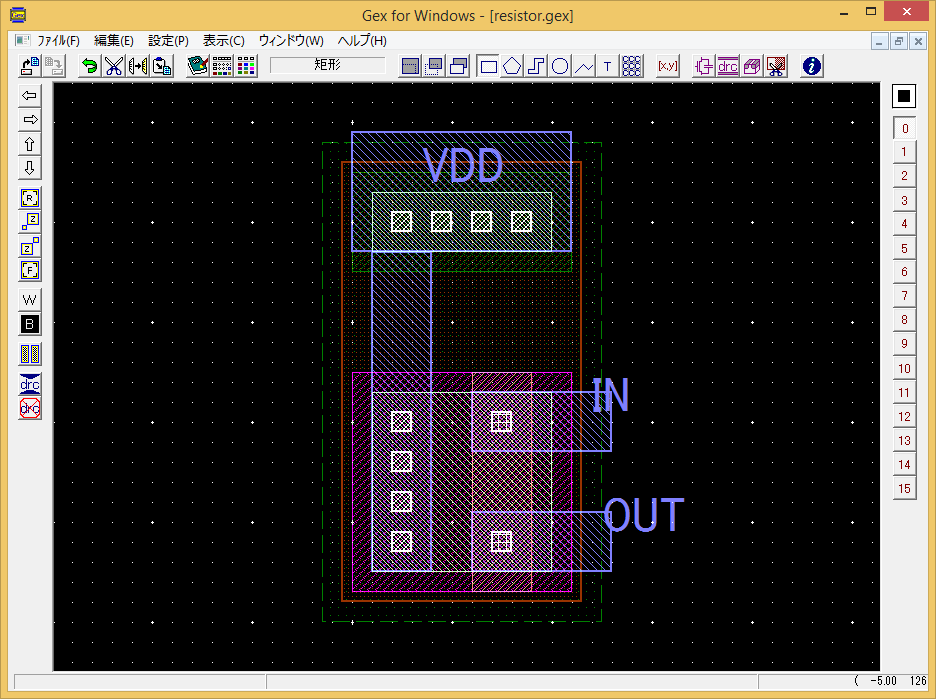 Gex for Windows - [resistor.gex]
ﾌｧｲﾙ(F) 編集(E) 設定(P) 表示(C) ウィンドウ(W) ヘルプ(H)
矩形
T
[x,y]
drc
0
1
2
3
4
5
6
7
8
9
10
11
12
13
14
15
R
Z
Z
F
W
B
drc
drc
VDD
IN
OUT
( -5.00 126